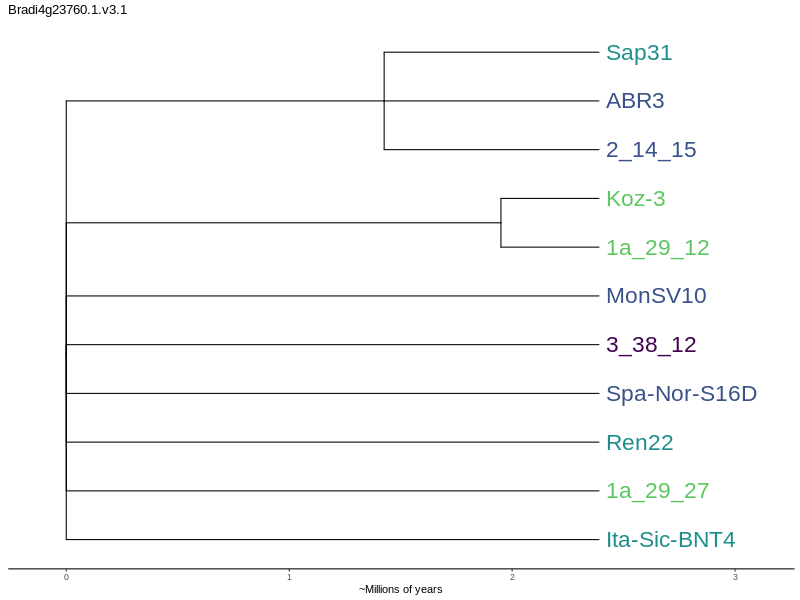 Bradi4g23760.1.v3.1
Sap31
ABR3
2_14_15
Koz-3
1a_29_12
MonSV10
3_38_12
Spa-Nor-S16D
Ren22
1a_29_27
Ita-Sic-BNT4
0 1 2 3
~Millions of years